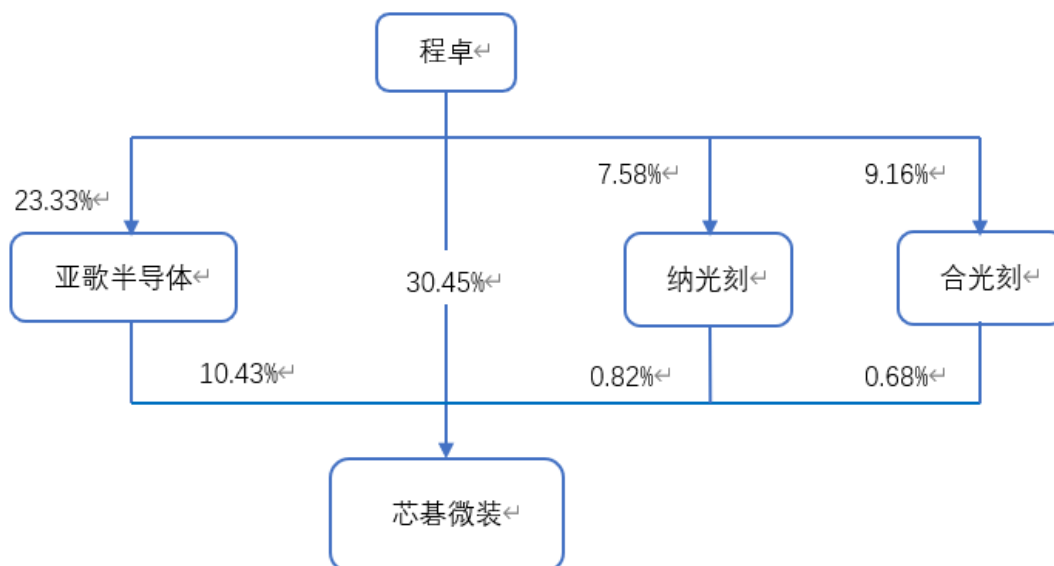 程卓
7.58%
9.16%
23.33%
亚歌半导体
30.45%
纳光刻
合光刻
10.43%
0.82%
0.68%
芯碁微装